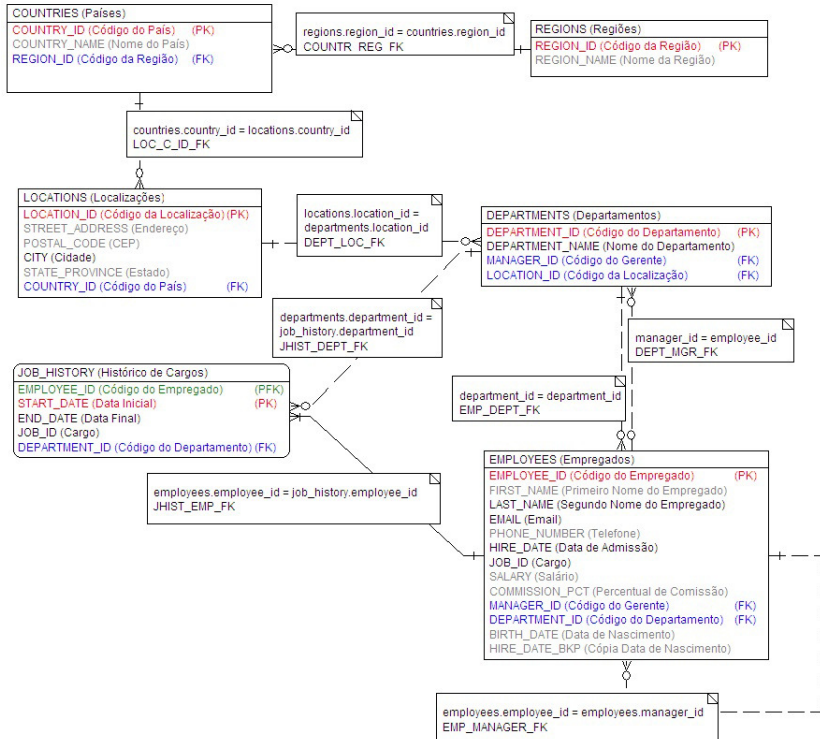 COUNTRIES (Países)
COUNTRY_ID (Código do País) (PK)
COUNTRY_NAME (Nome do País)
REGION_ID (Código da Região) (FK)
regions.region_id = countries.region_id
COUNTR_REG_FK
REGIONS (Regiões)
REGION_ID (Código da Região) (PK)
REGION_NAME (Nome da Região)
countries.country_id = locations.country_id
LOC_C_ID_FK
LOCATIONS (Localizações)
LOCATION_ID (Código da Localização) (PK)
STREET_ADDRESS (Endereço)
POSTAL_CODE (CEP)
CITY (Cidade)
STATE_PROVINCE (Estado)
COUNTRY_ID (Código do País) (FK)
locations.location_id =
departments.location_id
DEPT_LOC_FK
DEPARTMENTS (Departamentos)
DEPARTMENT_ID (Código do Departamento) (PK)
DEPARTMENT_NAME (Nome do Departamento)
MANAGER_ID (Código do Gerente) (FK)
LOCATION_ID (Código da Localização) (FK)
departments.department_id =
job_history.department_id
JHIST_DEPT_FK
manager_id = employee_id
DEPT_MGR_FK
JOB_HISTORY (Histórico de Cargos)
EMPLOYEE_ID (Código do Empregado) (PFK)
START_DATE (Data Inicial) (PK)
END_DATE (Data Final)
JOB_ID (Cargo)
DEPARTMENT_ID (Código do Departamento) (FK)
department_id = department_id
EMP_DEPT_FK
employees.employee_id = job_history.employee_id
JHIST_EMP_FK
EMPLOYEES (Empregados)
EMPLOYEE_ID (Código do Empregado) (PK)
FIRST_NAME (Primeiro Nome do Empregado)
LAST_NAME (Segundo Nome do Empregado)
EMAIL (Email)
PHONE_NUMBER (Telefone)
HIRE_DATE (Data de Admissão)
JOB_ID (Cargo)
SALARY (Salário)
COMMISSION_PCT (Percentual de Comissão)
MANAGER_ID (Código do Gerente) (FK)
DEPARTMENT_ID (Código do Departamento) (FK)
BIRTH_DATE (Data de Nascimento)
HIRE_DATE_BKP (Cópia Data de Nascimento)
employees.employee_id = employees.manager_id
EMP_MANAGER_FK